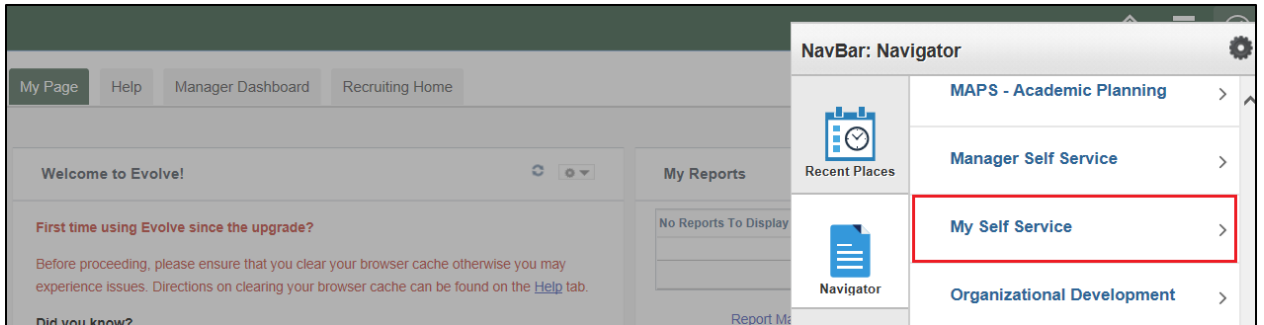 NavBar: Navigator
My Page
Help
Manager Dashboard
Recruiting Home
Recent Places
Navigator
MAPS - Academic Planning
Manager Self Service
My Self Service
Organizational Development
Welcome to Evolve!
First time using Evolve since the upgrade?
Before proceeding, please ensure that you clear your browser cache otherwise you may
experience issues. Directions on clearing your browser cache can be found on the Help tab.
Did you know?
My Reports
No Reports To Display
Report Ma